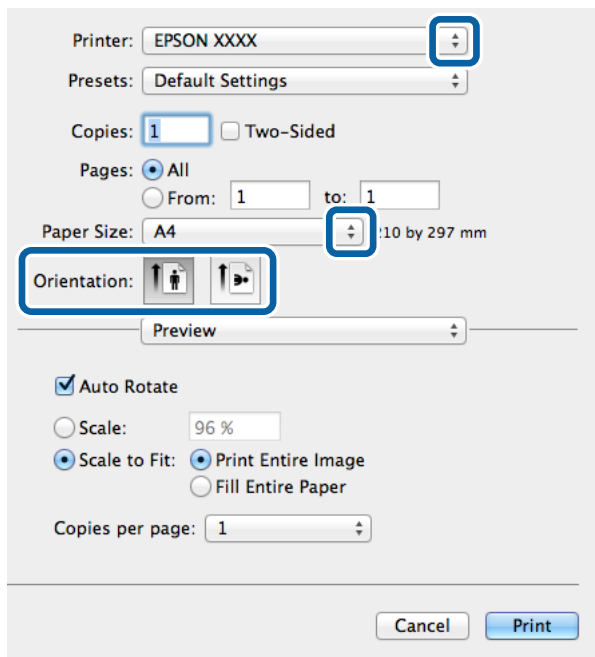 Printer: EPSON XXXX
Presets: Default Settings
Copies: 1 Two-Sided
Pages: All
From: 1 to: 1
Paper Size: A4 10 by 297 mm
Orientation:
Preview
Auto Rotate
Scale: 96 %
Scale to Fit: Print Entire Image
Fill Entire Paper
Copies per page: 1
Cancel Print